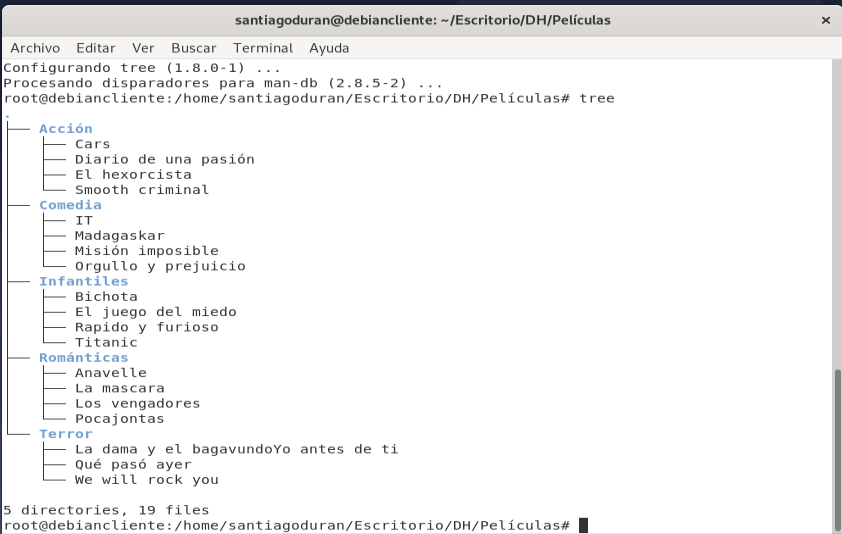 santiagoduran@debiancliente: ~/Escritorio/DH/Películas
Archivo Editar Ver Buscar Terminal Ayuda
Configurando tree (1.8.0-1) ...
Procesando disparadores para man-db (2.8.5-2) ...
root@debiancliente:/home/santiagoduran/Escritorio/DH/Películas# tree
.
├── Acción
│   ├── Cars
│   ├── Diario de una pasión
│   ├── El hexorcista
│   └── Smooth criminal
├── Comedia
│   ├── IT
│   ├── Madagaskar
│   ├── Misión imposible
│   └── Orgullo y prejuicio
├── Infantiles
│   ├── Bichota
│   ├── El juego del miedo
│   ├── Rapido y furioso
│   └── Titanic
├── Románticas
│   ├── Anavelle
│   ├── La mascara
│   ├── Los vengadores
│   └── Pocajontas
└── Terror
    ├── La dama y el bagavundoYo antes de ti
    ├── Qué pasó ayer
    └── We will rock you
5 directories, 19 files
root@debiancliente:/home/santiagoduran/Escritorio/DH/Películas#